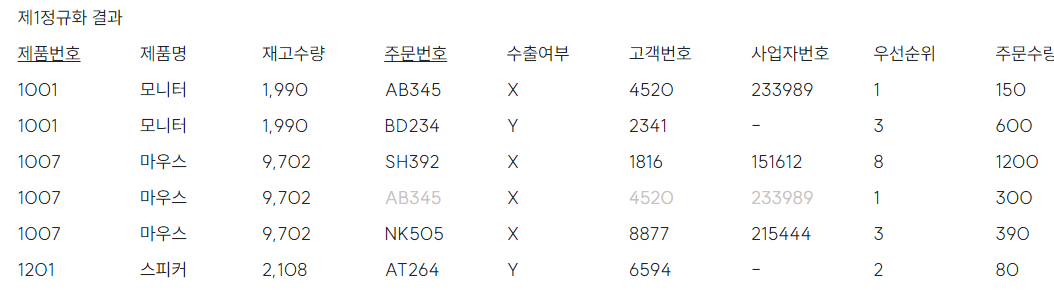 제1정규화 결과
제품번호 제품명 재고수량 주문번호 수출여부 고객번호 사업자번호 우선순위 주문수량
1001 모니터 1,990 AB345 X 4520 233989 1 150
1001 모니터 1,990 BD234 Y 2341 - 3 600
1007 마우스 9,702 SH392 X 1816 151612 8 1200
1007 마우스 9,702 AB345 X 4520 233989 1 300
1007 마우스 9,702 NK505 X 8877 215444 3 390
1201 스피커 2,108 AT264 Y 6594 - 2 80